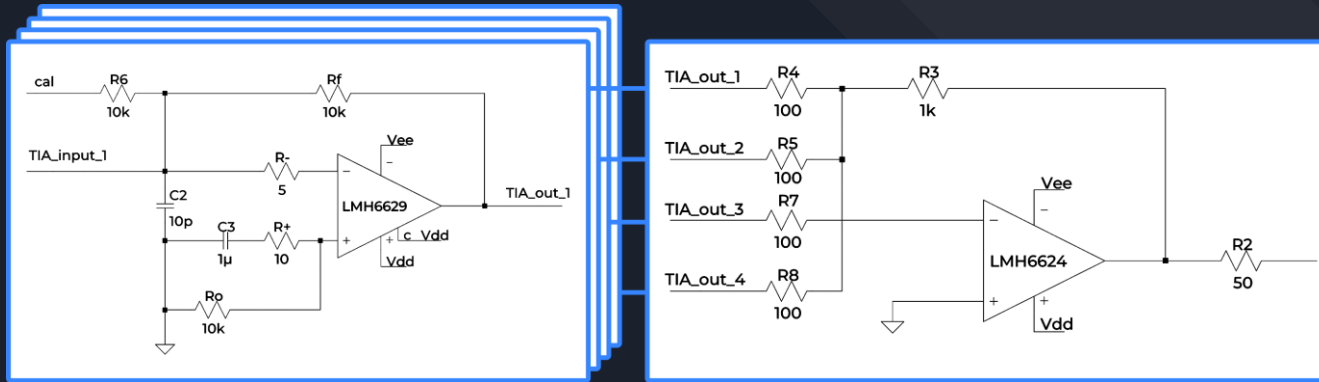 cal
R6
10k
Rf
10k
TIA_input_1
R-
5
Vee
-
-
LMH6629
+
+
c
Vdd
Vdd
TIA_out_1
C2
10p
C3
1µ
R+
10
Ro
10k
TIA_out_1
R4
100
R3
1k
TIA_out_2
R5
100
TIA_out_3
R7
100
TIA_out_4
R8
100
Vee
-
-
LMH6624
+
+
Vdd
R2
50